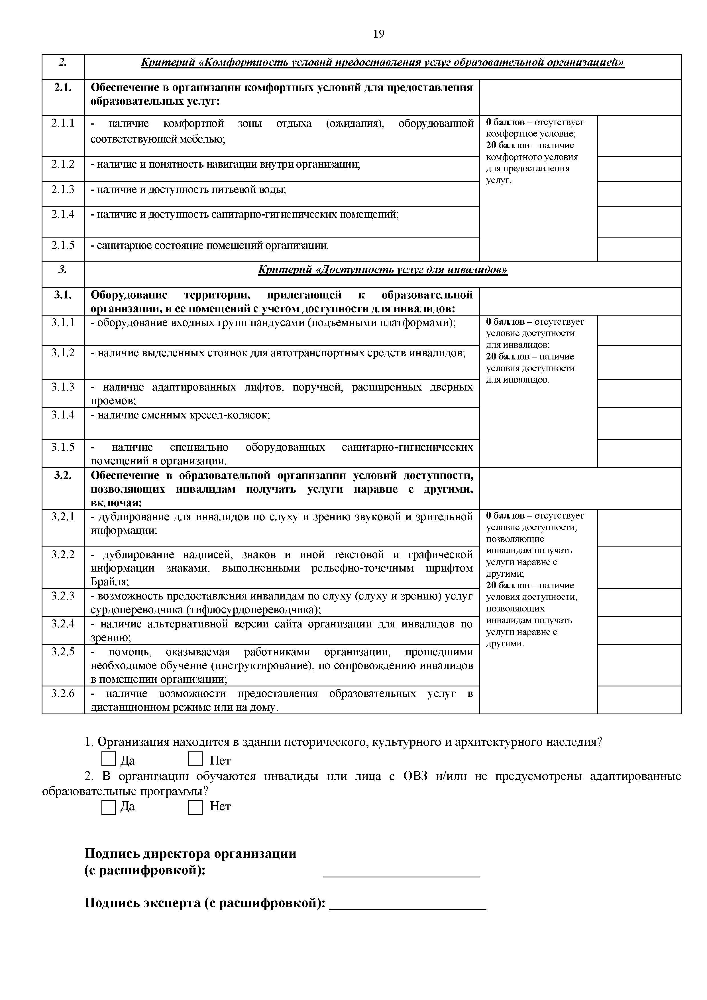 19
2.
Критерий «Комфортность условий предоставления услуг образовательной организацией»
2.1.
Обеспечение в организации комфортных условий для предоставления
образовательных услуг:
2.1.1
- наличие комфортной зоны отдыха (ожидания), оборудованной
соответствующей мебелью;
0 баллов – отсутствует
комфортное условие;
20 баллов – наличие
комфортного условия
для предоставления
услуг.
2.1.2
- наличие и понятность навигации внутри организации;
2.1.3
- наличие и доступность питьевой воды;
2.1.4
- наличие и доступность санитарно-гигиенических помещений;
2.1.5
- санитарное состояние помещений организации.
3.
Критерий «Доступность услуг для инвалидов»
3.1.
Оборудование территории, прилегающей к образовательной
организации, и ее помещений с учетом доступности для инвалидов:
3.1.1
- оборудование входных групп пандусами (подъемными платформами);
0 баллов – отсутствует
условие доступности
для инвалидов;
20 баллов – наличие
условия доступности
для инвалидов.
3.1.2
- наличие выделенных стоянок для автотранспортных средств инвалидов;
3.1.3
- наличие адаптированных лифтов, поручней, расширенных дверных
проемов;
3.1.4
- наличие сменных кресел-колясок;
3.1.5
- наличие специально оборудованных санитарно-гигиенических
помещений в организации.
3.2.
Обеспечение в образовательной организации условий доступности,
позволяющих инвалидам получать услуги наравне с другими,
включая:
3.2.1
- дублирование для инвалидов по слуху и зрению звуковой и зрительной
информации;
0 баллов – отсутствует
условие доступности,
позволяющие
инвалидам получать
услуги наравне с
другими;
20 баллов – наличие
условия доступности,
позволяющих
инвалидам получать
услуги наравне с
другими.
3.2.2
- дублирование надписей, знаков и иной текстовой и графической
информации знаками, выполненными рельефно-точечным шрифтом
Брайля;
3.2.3
- возможность предоставления инвалидам по слуху (слуху и зрению) услуг
сурдопереводчика (тифлосурдопереводчика);
3.2.4
- наличие альтернативной версии сайта организации для инвалидов по
зрению;
3.2.5
- помощь, оказываемая работниками организации, прошедшими
необходимое обучение (инструктирование), по сопровождению инвалидов
в помещении организации;
3.2.6
- наличие возможности предоставления образовательных услуг в
дистанционном режиме или на дому.
1. Организация находится в здании исторического, культурного и архитектурного наследия?
Да Нет
2. В организации обучаются инвалиды или лица с ОВЗ и/или не предусмотрены адаптированные
образовательные программы?
Да Нет
Подпись директора организации
(с расшифровкой): ______________________
Подпись эксперта (с расшифровкой): ______________________